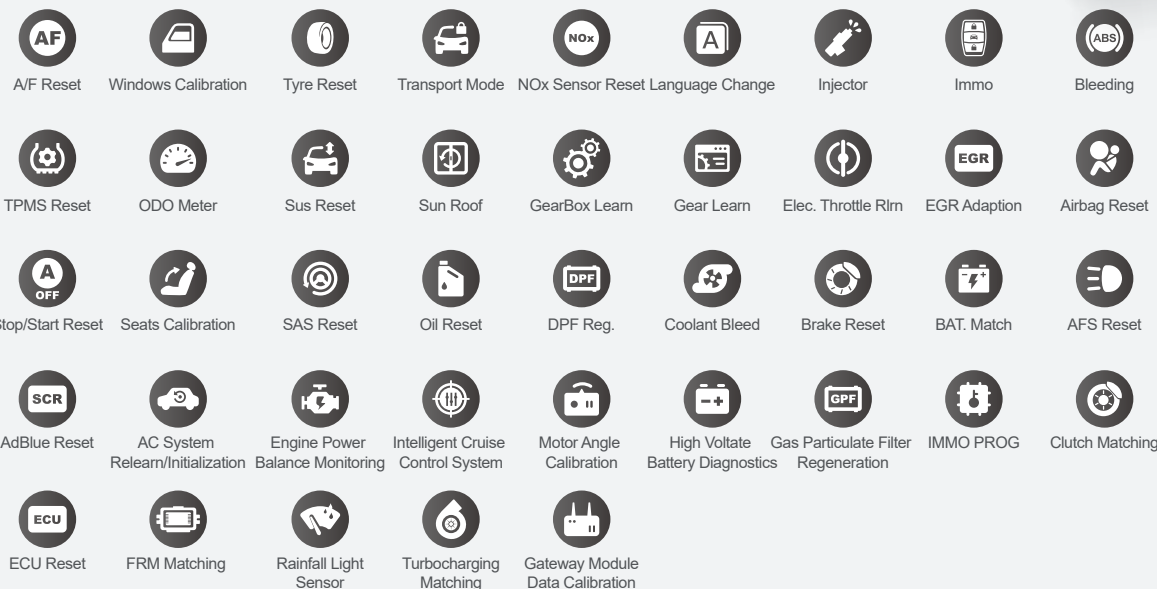 AF
NOx
A
ABS
A/F Reset
Windows Calibration
Tyre Reset
Transport Mode
NOx Sensor Reset
Language Change
Injector
Immo
Bleeding
EGR
TPMS Reset
ODO Meter
Sus Reset
Sun Roof
GearBox Learn
Gear Learn
Elec. Throttle Rlrn
EGR Adaption
Airbag Reset
A
OFF
DPF
Stop/Start Reset
Seats Calibration
SAS Reset
Oil Reset
DPF Reg.
Coolant Bleed
Brake Reset
BAT. Match
AFS Reset
SCR
GPF
AdBlue Reset
AC System
Relearn/Initialization
Engine Power
Balance Monitoring
Intelligent Cruise
Control System
Motor Angle
Calibration
High Voltate
Battery Diagnostics
Gas Particulate Filter
Regeneration
IMMO PROG
Clutch Matching
ECU
ECU Reset
FRM Matching
Rainfall Light
Sensor
Turbocharging
Matching
Gateway Module
Data Calibration